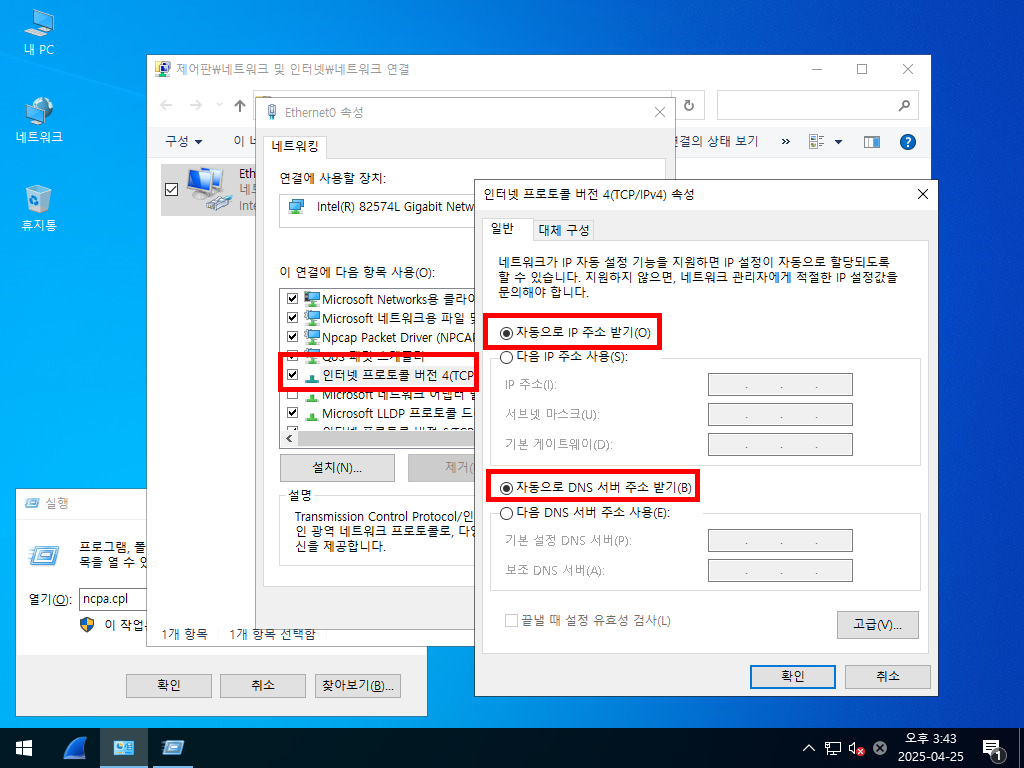 내 PC
네트워크
휴지통
제어판₩네트워크 및 인터넷₩네트워크 연결
구성
이 네
연결의 상태 보기
»
Eth
네트
Inte
1개 항목
1개 항목 선택함
Ethernet0 속성
네트워킹
연결에 사용할 장치:
Intel(R) 82574L Gigabit Netw
이 연결에 다음 항목 사용(O):
Microsoft Networks용 클라이
Microsoft 네트워크용 파일 및
Npcap Packet Driver (NPCAP
QoS 패킷 스케줄러
인터넷 프로토콜 버전 4(TCP
Microsoft 네트워크 어댑터
Microsoft LLDP 프로토콜 드
설치(N)...
제거(
설명
Transmission Control Protocol/인
인 광역 네트워크 프로토콜로, 다양
신을 제공합니다.
인터넷 프로토콜 버전 4(TCP/IPv4) 속성
일반
대체 구성
네트워크가 IP 자동 설정 기능을 지원하면 IP 설정이 자동으로 할당되도록
할 수 있습니다. 지원하지 않으면, 네트워크 관리자에게 적절한 IP 설정값을
문의해야 합니다.
자동으로 IP 주소 받기(O)
다음 IP 주소 사용(S):
IP 주소(I):
서브넷 마스크(U):
기본 게이트웨이(D):
자동으로 DNS 서버 주소 받기(B)
다음 DNS 서버 주소 사용(E):
기본 설정 DNS 서버(P):
보조 DNS 서버(A):
끝낼 때 설정 유효성 검사(L)
고급(V)...
확인
취소
실행
프로그램, 폴
목을 열 수 있
열기(O):
ncpa.cpl
이 작업
확인
취소
찾아보기(B)...
오후 3:43
2025-04-25
1